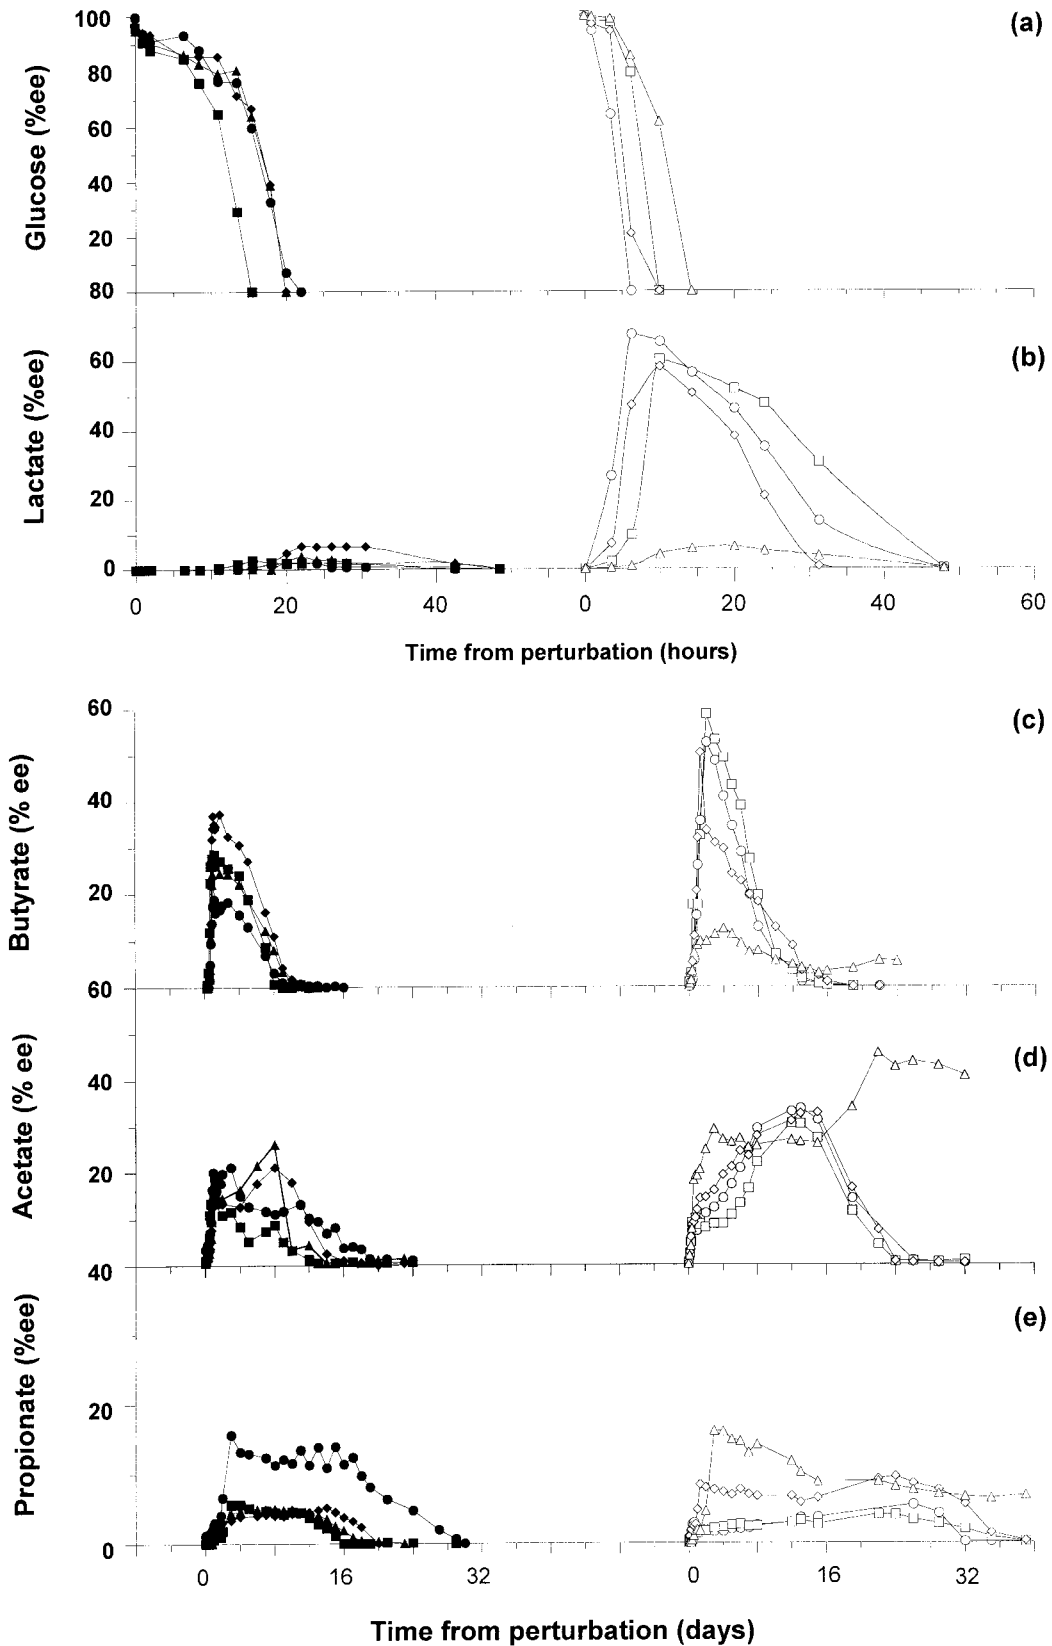 (a)
Glucose (%ee)
100
80
60
40
20
80
(b)
Lactate (%ee)
60
40
20
0
0 20 40 0 20 40 60
Time from perturbation (hours)
(c)
Butyrate (% ee)
60
40
20
60
(d)
Acetate (% ee)
40
20
40
(e)
Propionate (%ee)
20
0
0 16 32 0 16 32
Time from perturbation (days)